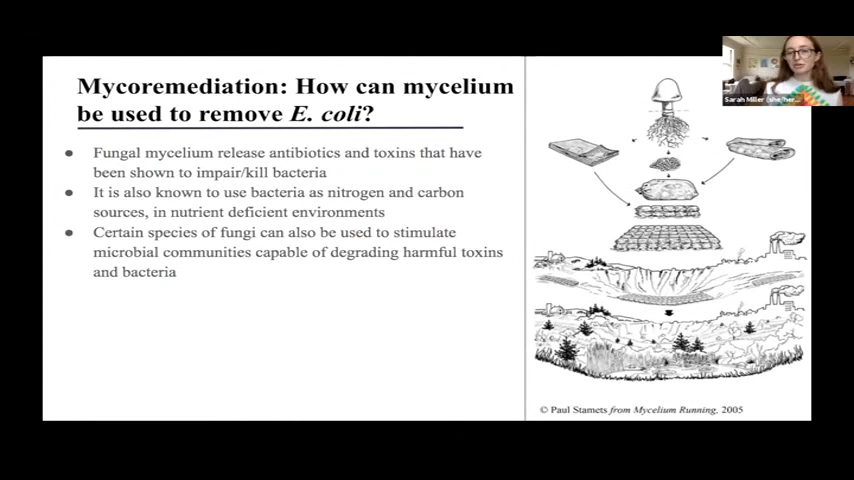 Mycoremediation: How can mycelium
be used to remove E. coli?
● Fungal mycelium release antibiotics and toxins that have
been shown to impair/kill bacteria
● It is also known to use bacteria as nitrogen and carbon
sources, in nutrient deficient environments
● Certain species of fungi can also be used to stimulate
microbial communities capable of degrading harmful toxins
and bacteria
Sarah Miller (she/her...
© Paul Stamets from Mycelium Running, 2005